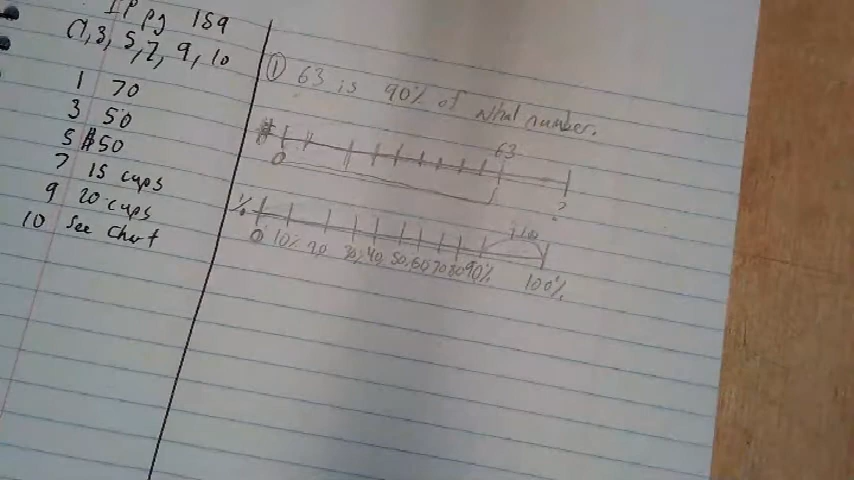 IP pg 159
(1, 3, 5, 7, 9, 10
1 70
3 50
5 $50
7 15 cups
9 20 cups
10 See Chart
① 63 is 90% of what number.
# 63
0 ?
%
0 10% 20 30 40 50 60 70 80 90% 100%